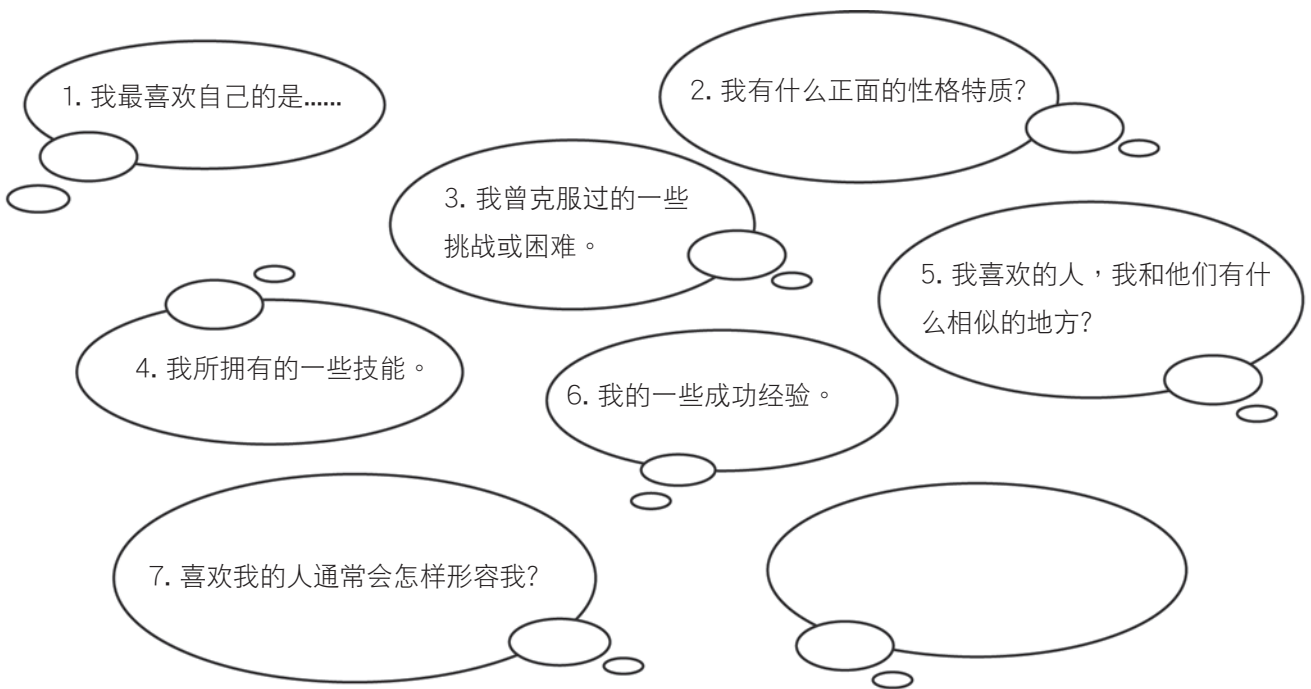 1. 我最喜欢自己的是......
2. 我有什么正面的性格特质?
3. 我曾克服过的一些
挑战或困难。
4. 我所拥有的一些技能。
5. 我喜欢的人，我和他们有什
么相似的地方?
6. 我的一些成功经验。
7. 喜欢我的人通常会怎样形容我?